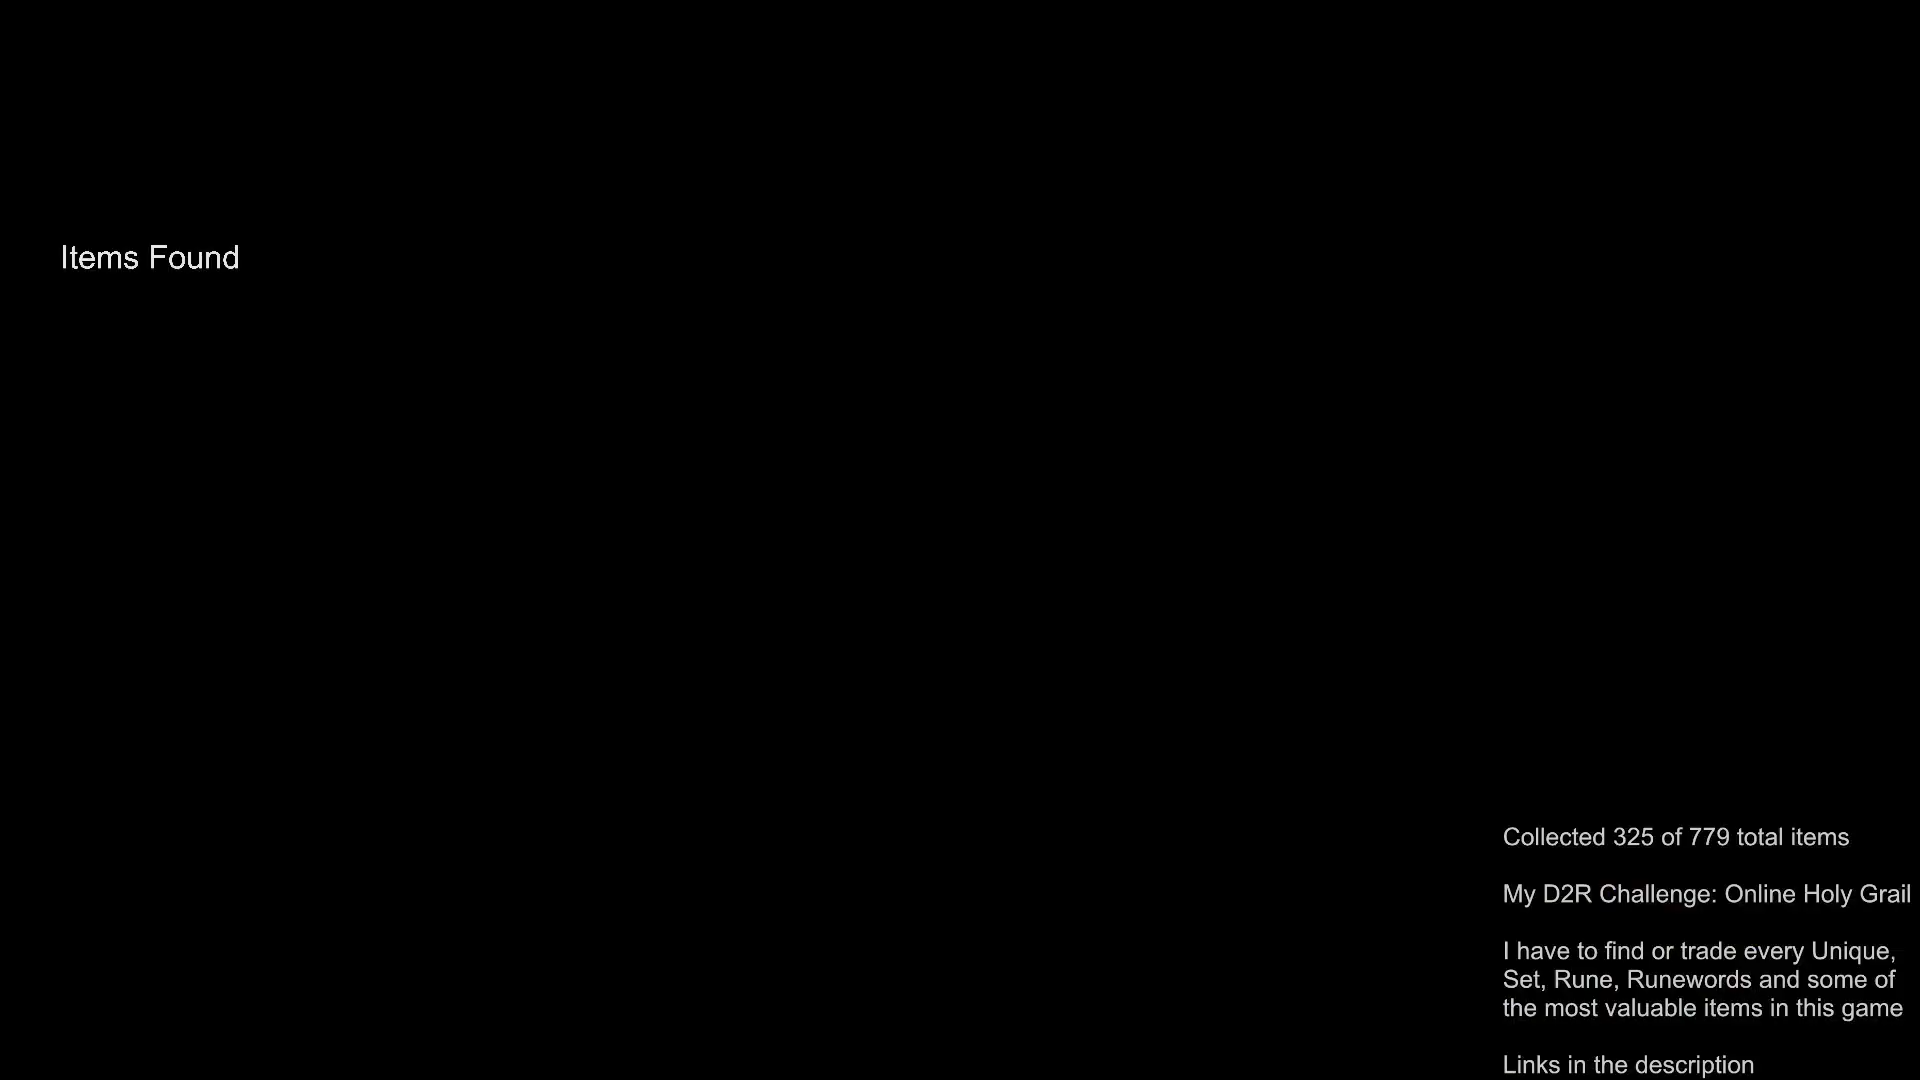 Items Found
Collected 325 of 779 total items
My D2R Challenge: Online Holy Grail
I have to find or trade every Unique,
Set, Rune, Runewords and some of
the most valuable items in this game
Links in the description